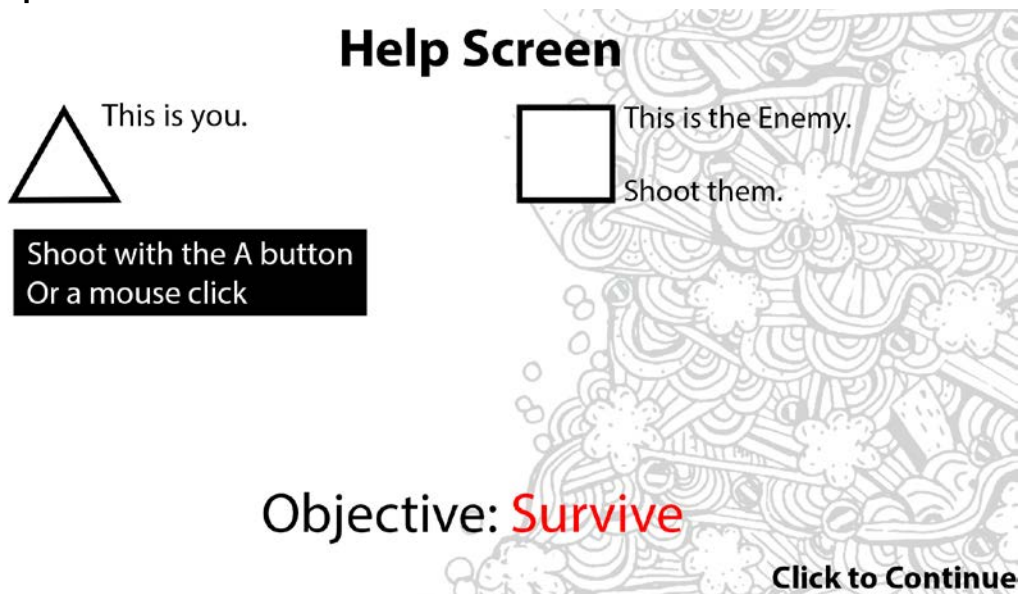 Help Screen
This is you.
This is the Enemy.
Shoot them.
Shoot with the A button
Or a mouse click
Objective: Survive
Click to Continue